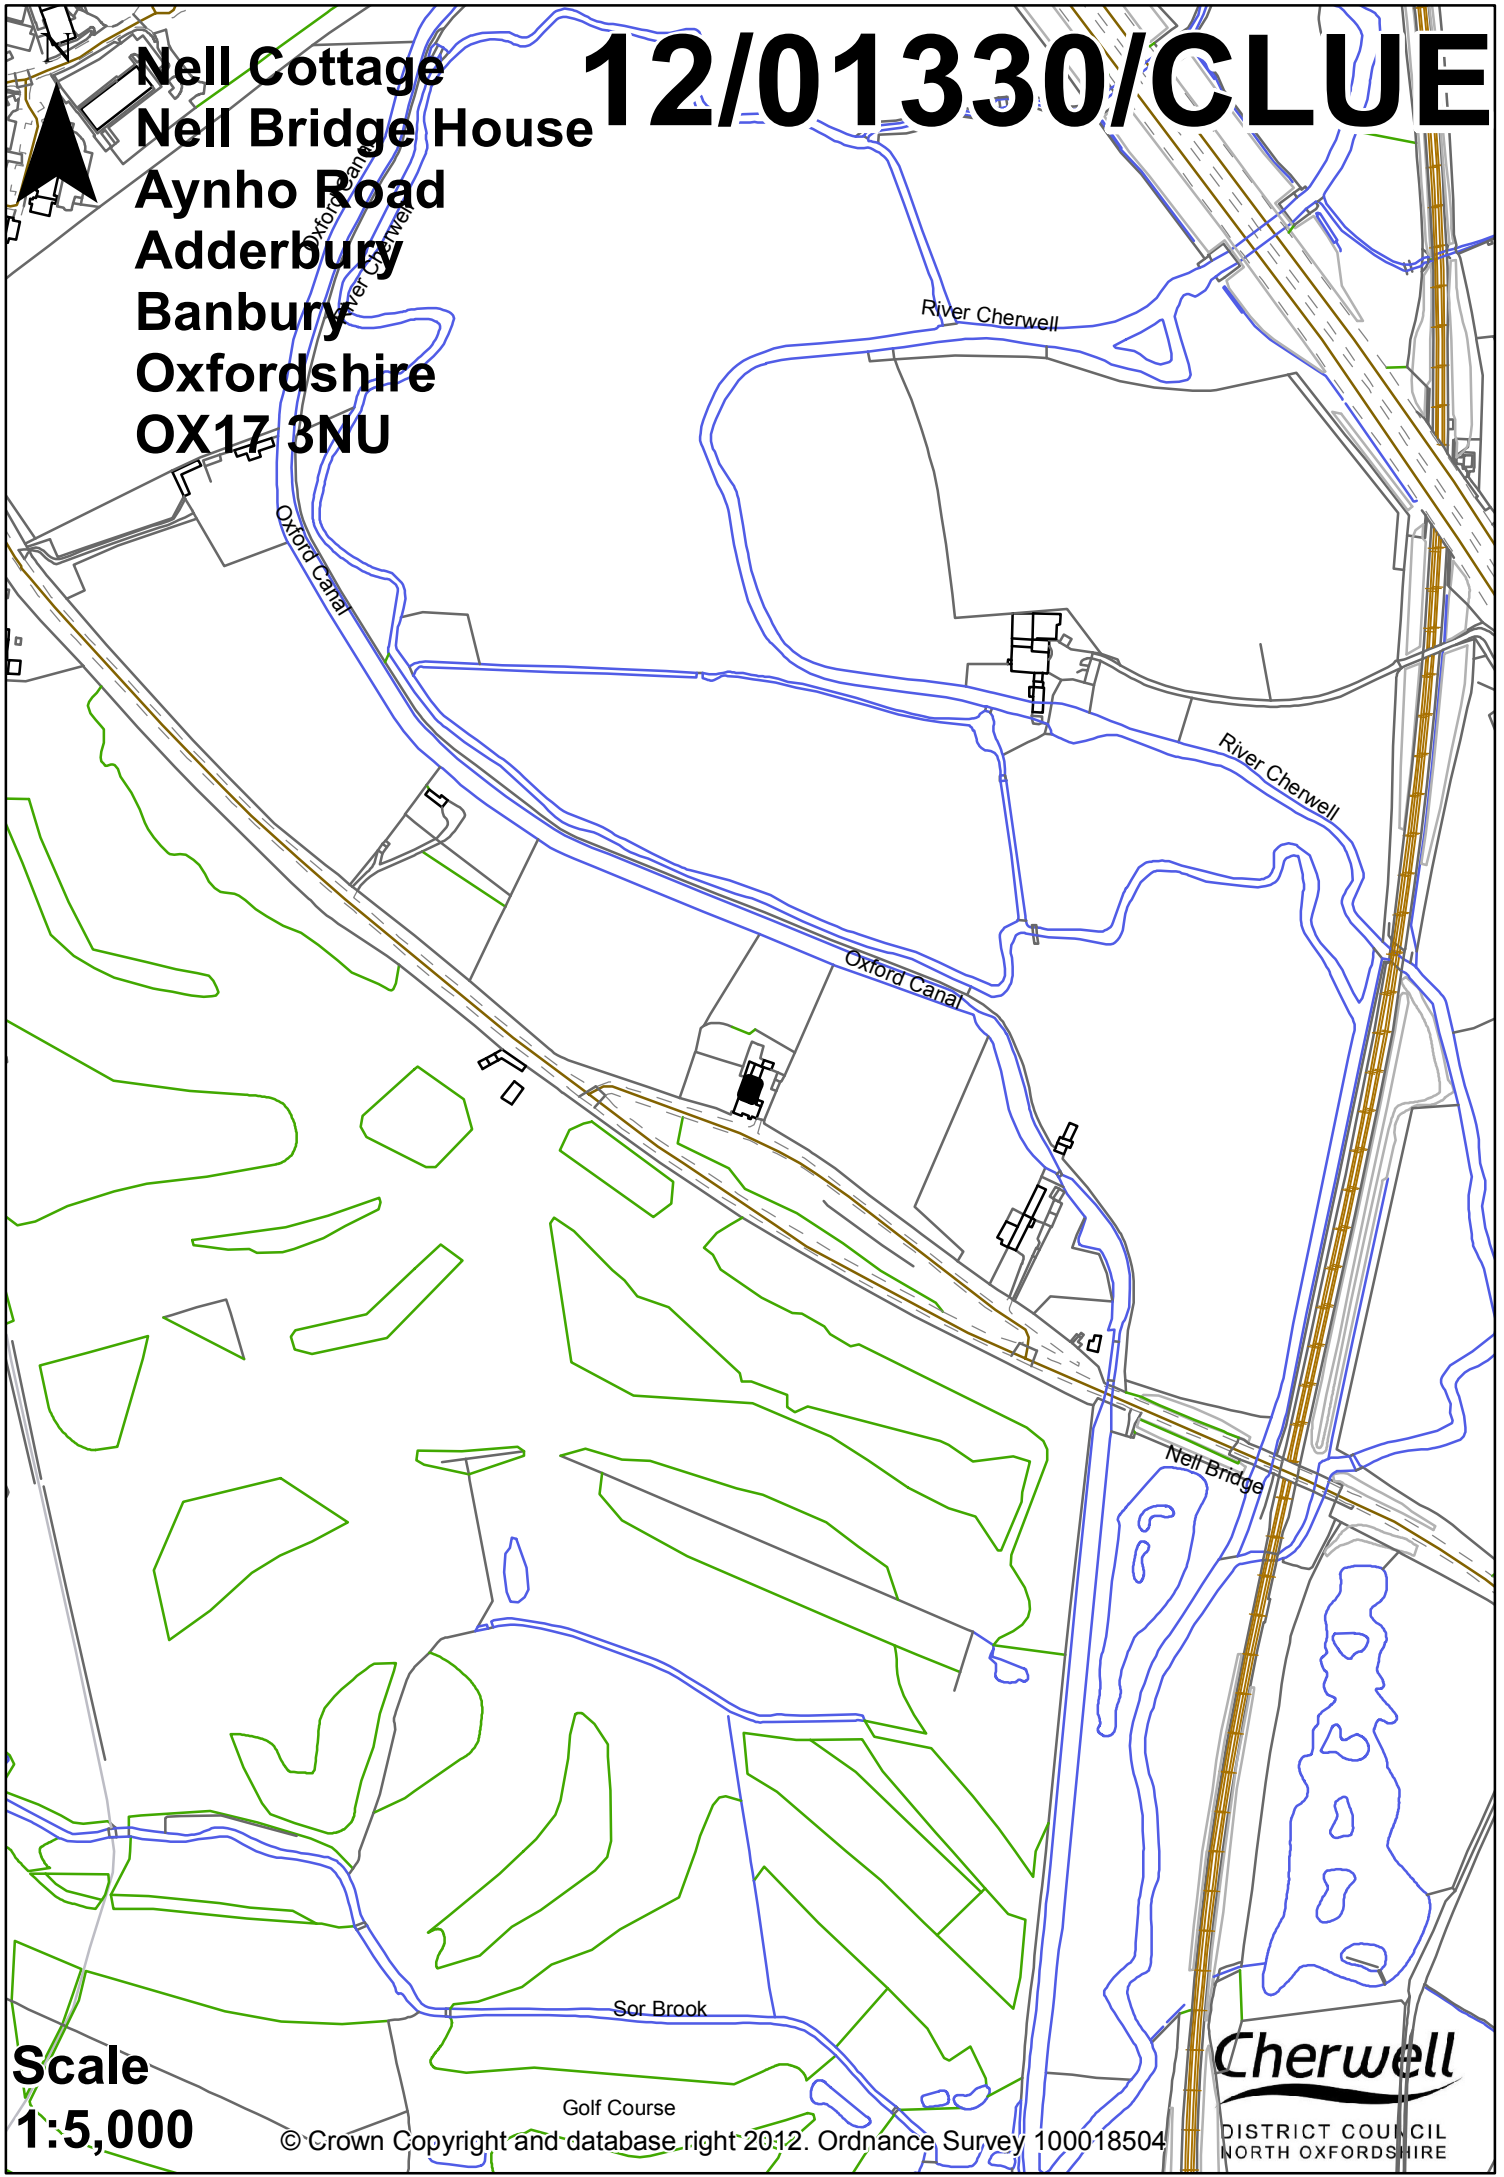 12/01330/CLUE
N
Nell Cottage
Nell Bridge House
Aynho Road
Adderbury
Banbury
Oxfordshire
OX17 3NU
Oxford Canal
River Cherwell
River Cherwell
Oxford Canal
River Cherwell
Oxford Canal
Nell Bridge
Sor Brook
Golf Course
Scale
1:5,000
© Crown Copyright and database right 2012. Ordnance Survey 100018504
Cherwell
DISTRICT COUNCIL
NORTH OXFORDSHIRE